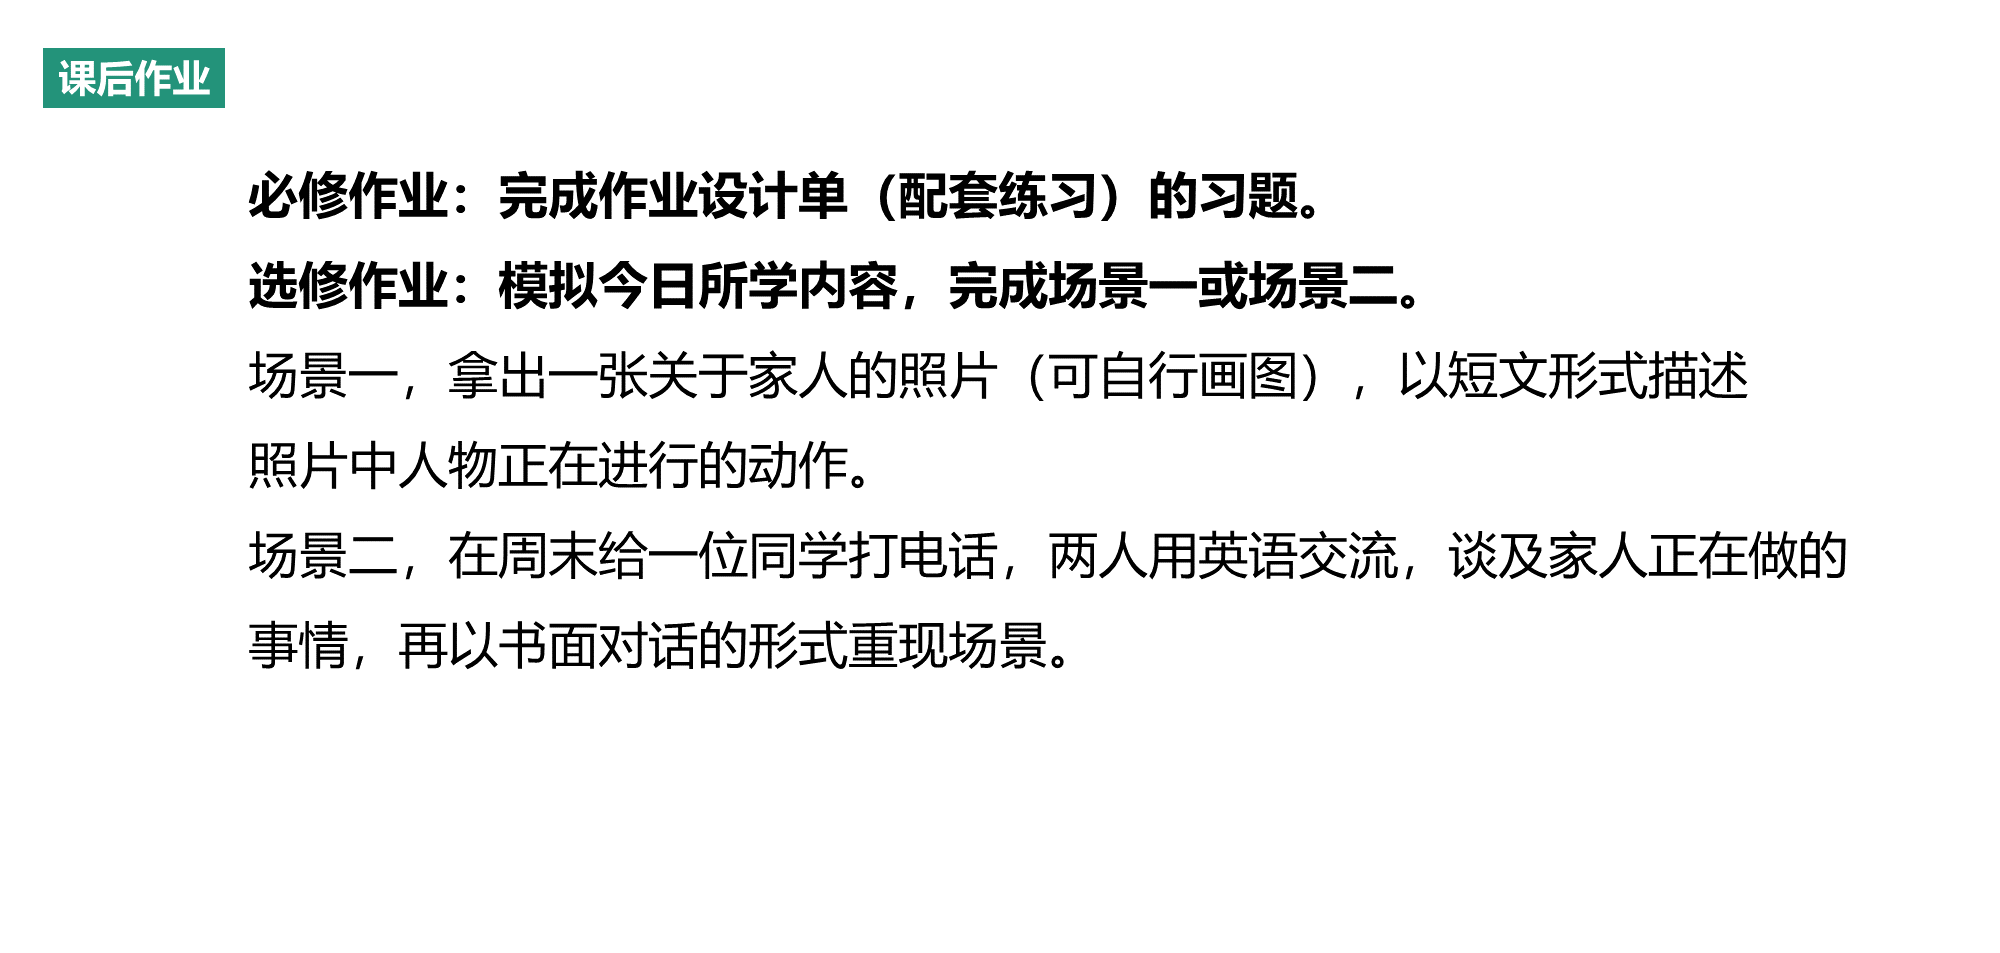 课后作业
必修作业：完成作业设计单（配套练习）的习题。
选修作业：模拟今日所学内容，完成场景一或场景二。
场景一，拿出一张关于家人的照片（可自行画图），以短文形式描述
照片中人物正在进行的动作。
场景二，在周末给一位同学打电话，两人用英语交流，谈及家人正在做的
事情，再以书面对话的形式重现场景。